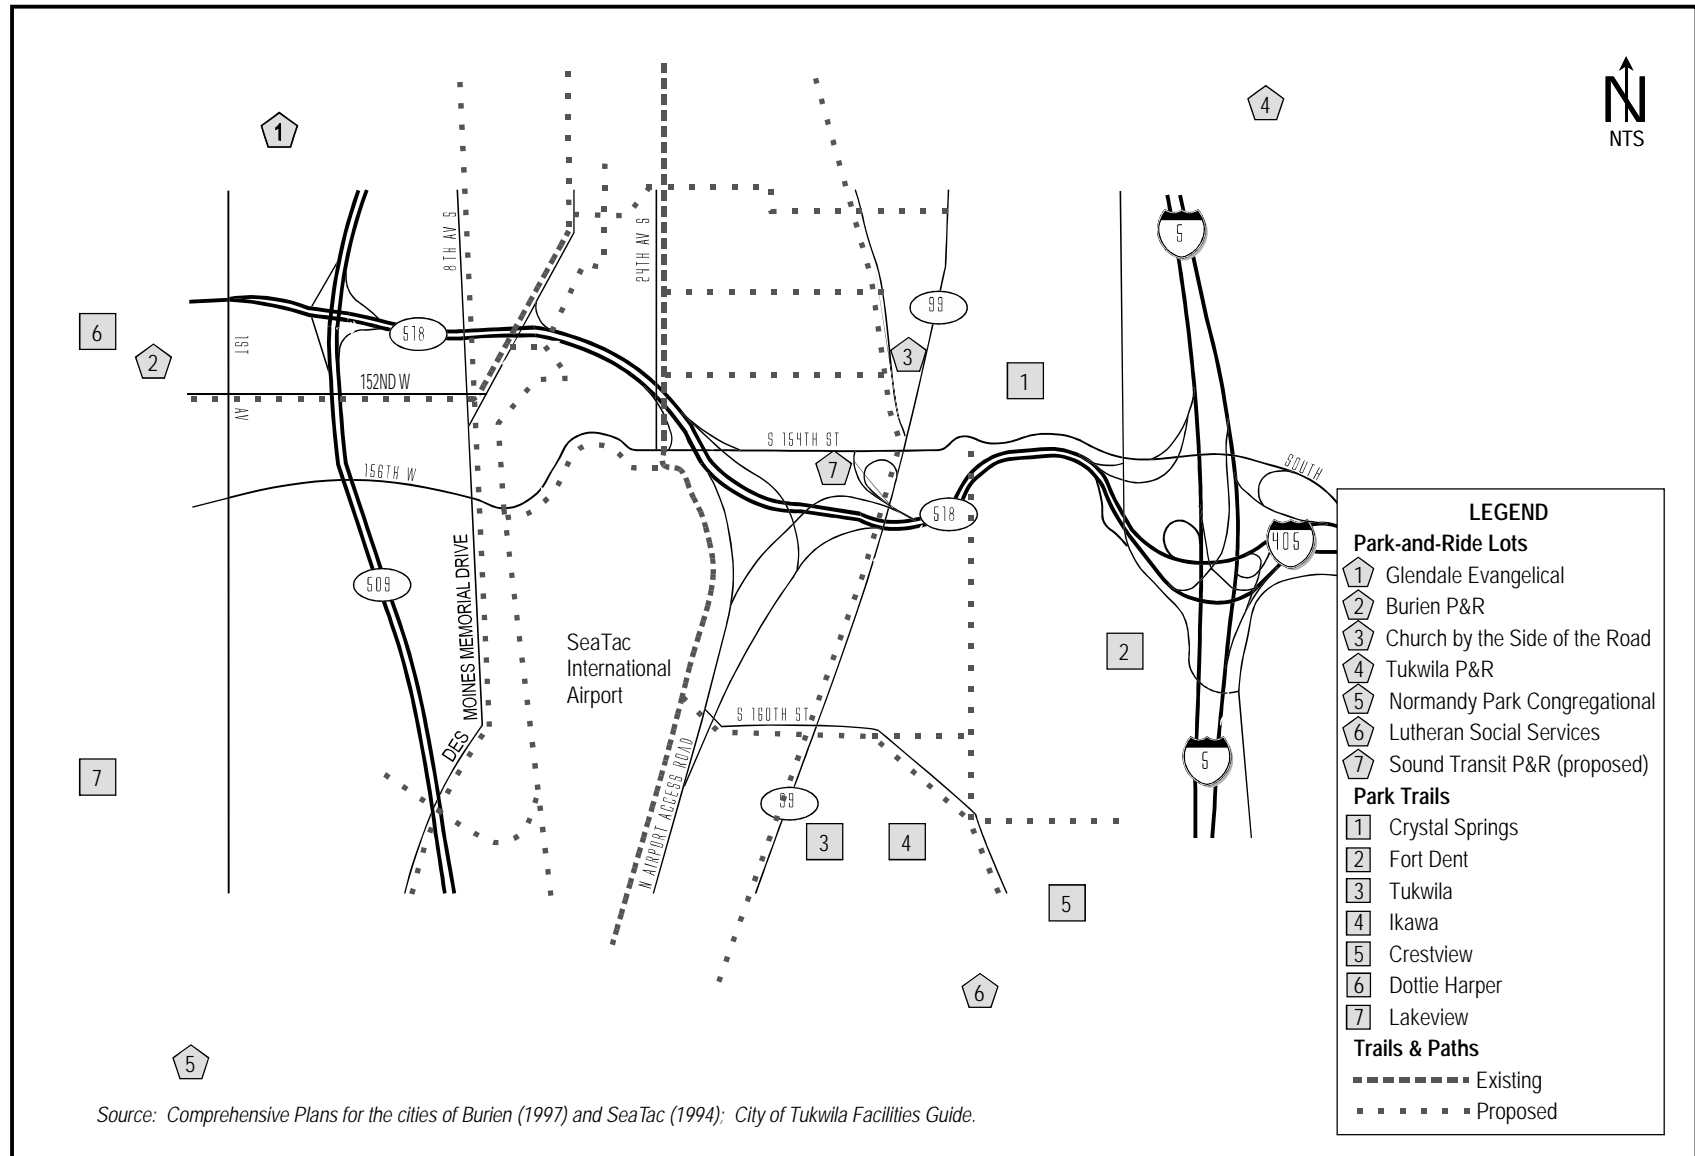 1
4
N
NTS
8TH AV S
24TH AV S
5
99
518
6
2
1ST
AV
3
1
152ND W
S 154TH ST
7
156TH W
SOUTH
518
405
509
DES MOINES MEMORIAL DRIVE
SeaTac
International
Airport
2
S 160TH ST
N AIRPORT ACCESS ROAD
5
7
99
3
4
5
6
5
LEGEND
Park-and-Ride Lots
1 Glendale Evangelical
2 Burien P&R
3 Church by the Side of the Road
4 Tukwila P&R
5 Normandy Park Congregational
6 Lutheran Social Services
7 Sound Transit P&R (proposed)
Park Trails
1 Crystal Springs
2 Fort Dent
3 Tukwila
4 Ikawa
5 Crestview
6 Dottie Harper
7 Lakeview
Trails & Paths
Existing
Proposed
Source: Comprehensive Plans for the cities of Burien (1997) and SeaTac (1994); City of Tukwila Facilities Guide.